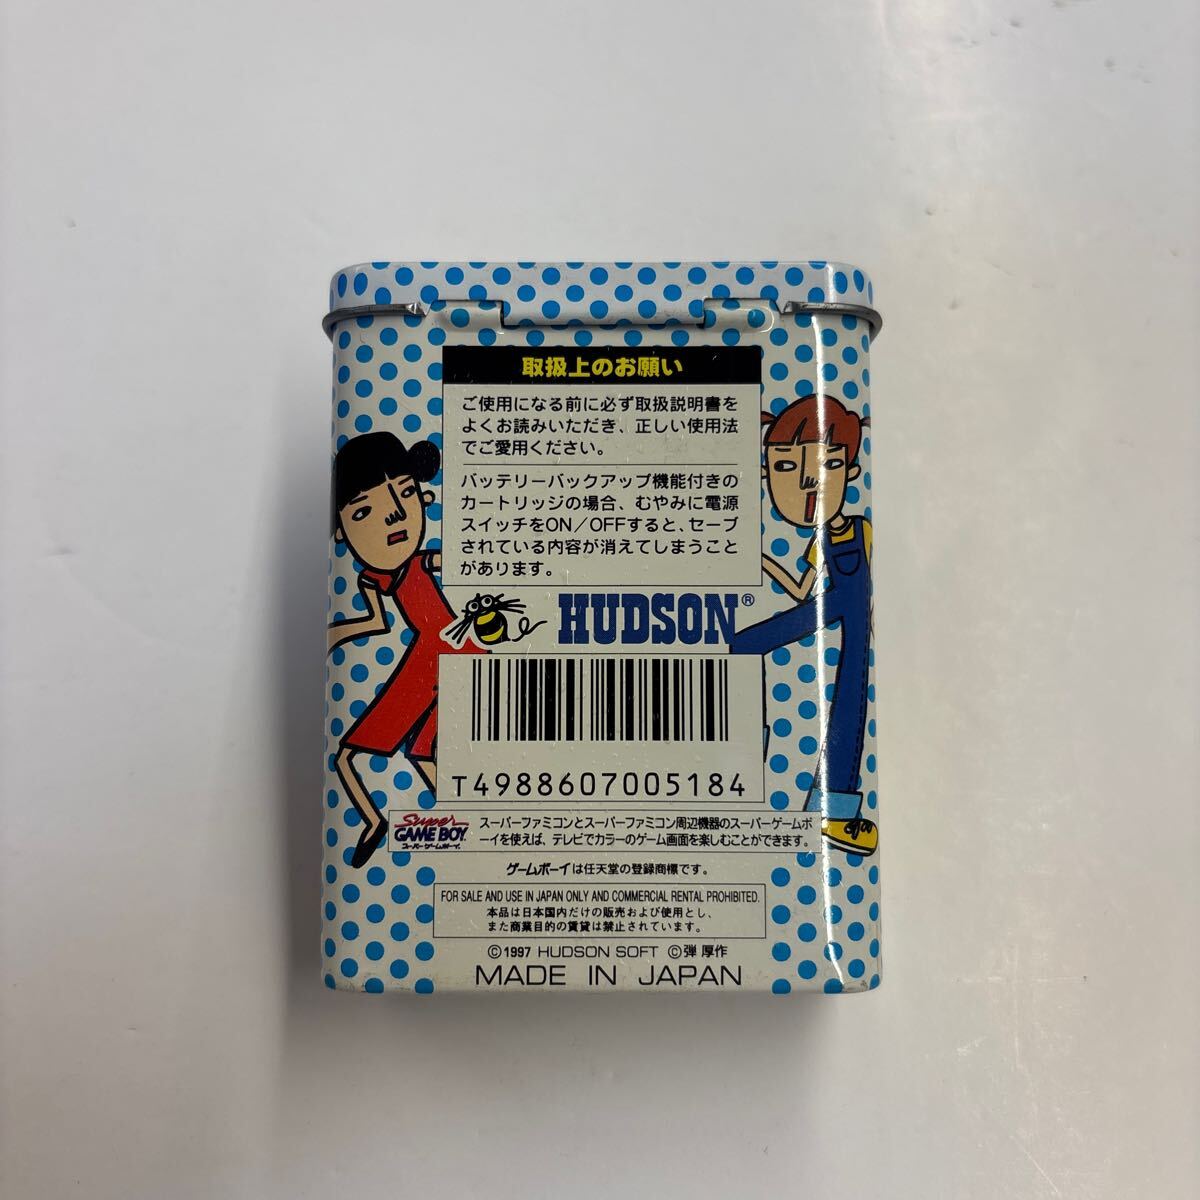 取扱上のお願い
ご使用になる前に必ず取扱説明書を
よくお読みいただき、正しい使用法
でご愛用ください。
バッテリーバックアップ機能付きの
カートリッジの場合、むやみに電源
スイッチをON／OFFすると、セーブ
されている内容が消えてしまうこと
があります。
HUDSON®
T4988607005184
Super
GAME BOY.
スーパーゲームボーイ.
スーパーファミコンとスーパーファミコン周辺機器のスーパーゲームボ
ーイを使えば、テレビでカラーのゲーム画面を楽しむことができます。
ゲームボーイは任天堂の登録商標です。
FOR SALE AND USE IN JAPAN ONLY AND COMMERCIAL RENTAL PROHIBITED.
本品は日本国内だけの販売および使用とし、
また商業目的の賃貸は禁止されています。
©1997 HUDSON SOFT ©弾 厚作
MADE IN JAPAN